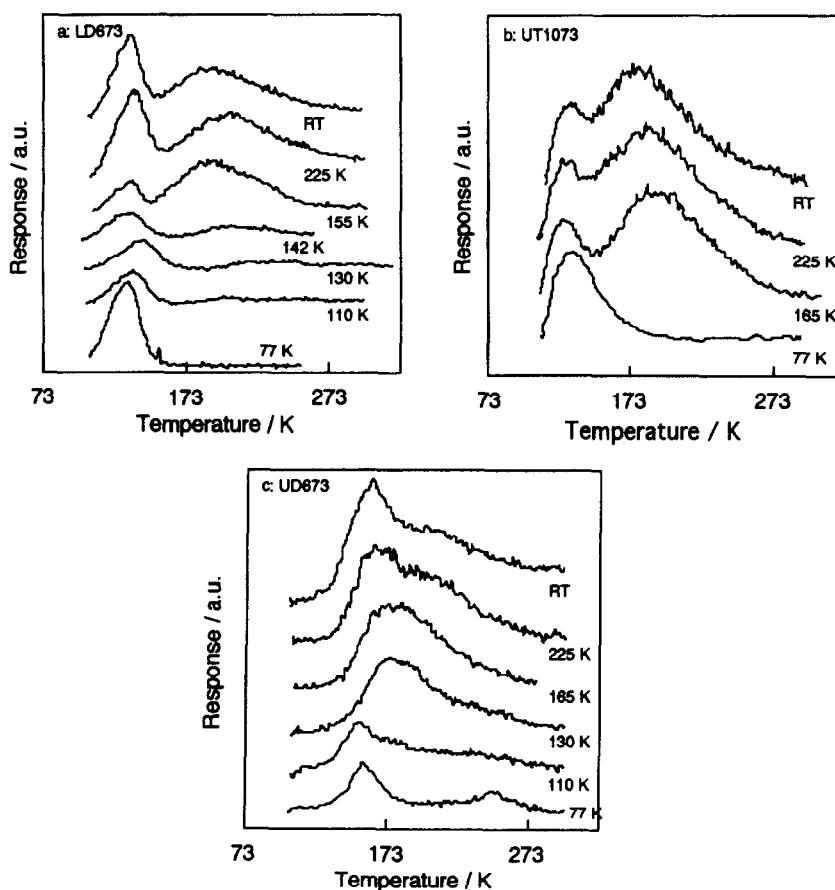 a: LD673
Response / a.u.
RT
225 K
155 K
142 K
130 K
110 K
77 K
73
173
273
Temperature / K
b: UT1073
Response / a.u.
RT
225 K
165 K
77 K
73
173
273
Temperature / K
c: UD673
Response / a.u.
RT
225 K
165 K
130 K
110 K
77 K
73
173
273
Temperature / K